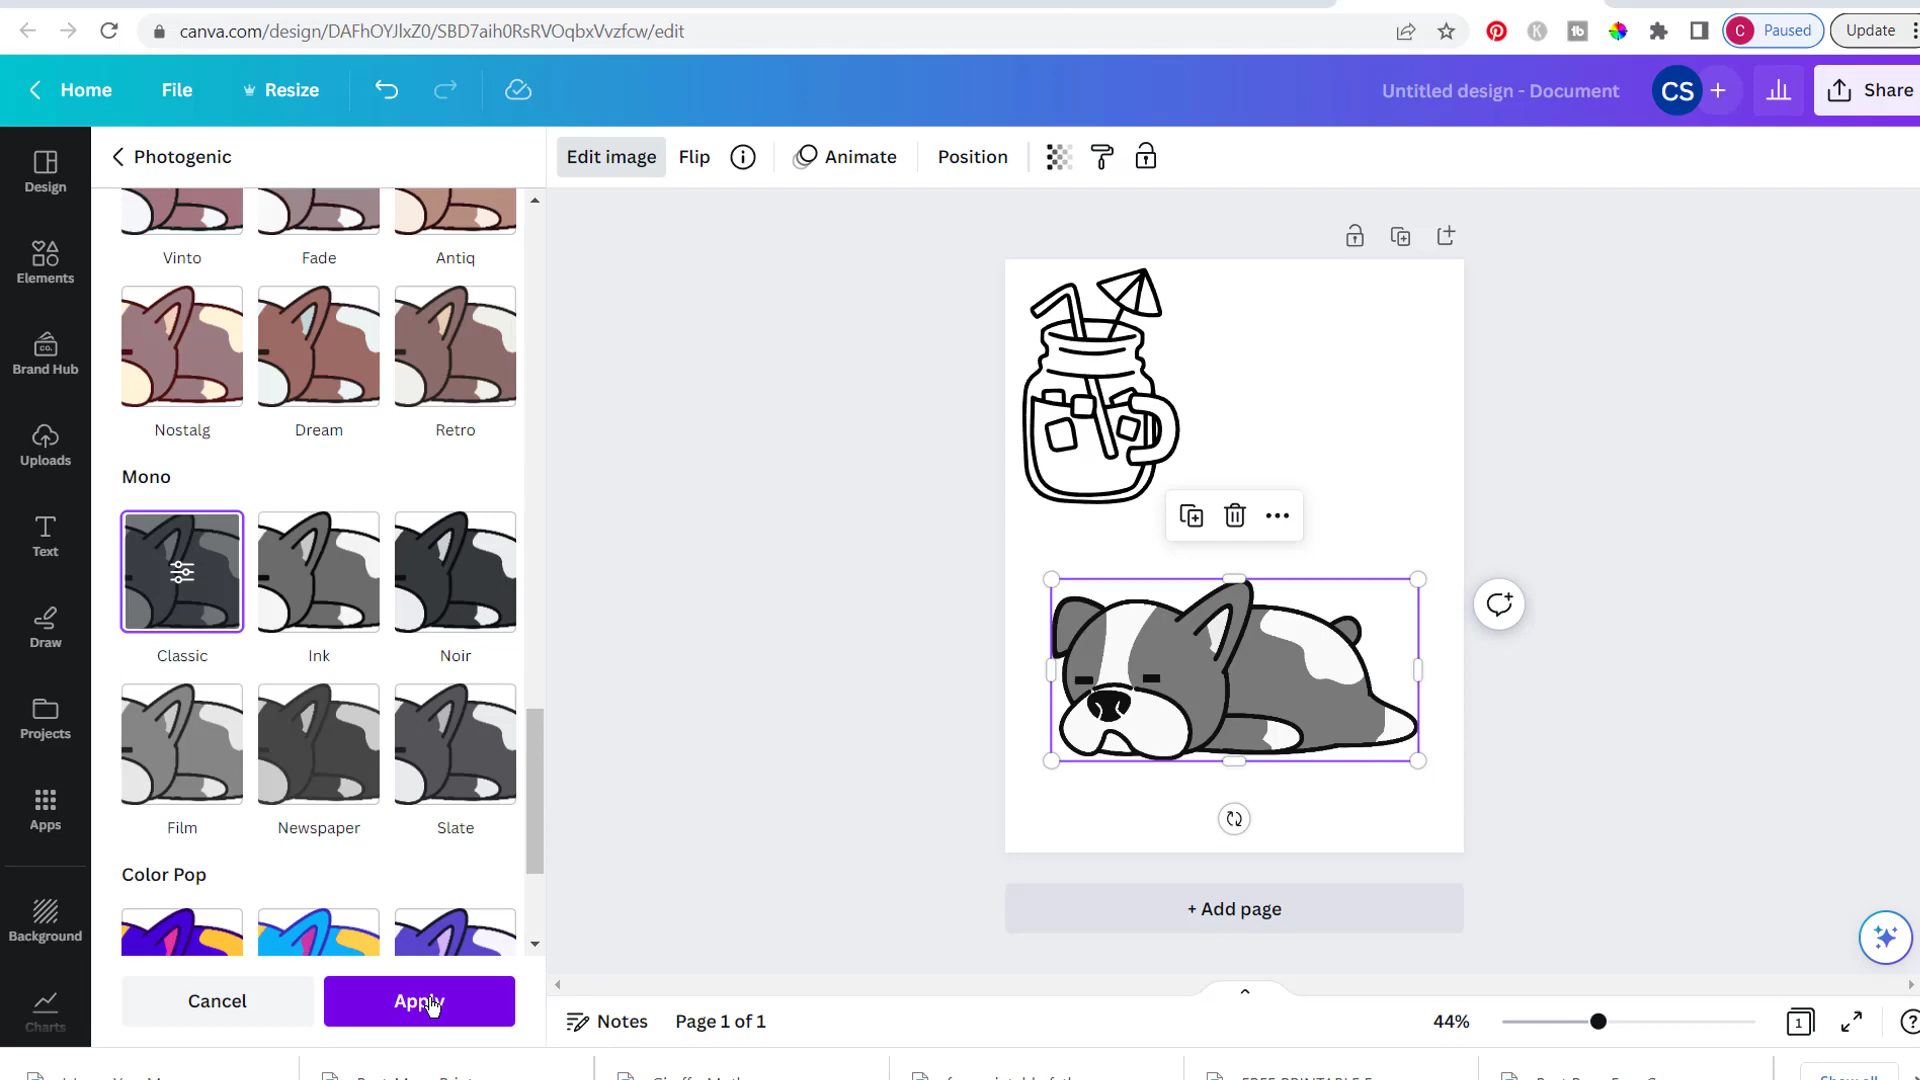 canva.com/design/DAFhOYJlxZ0/SBD7aih0RsRVOqbxVvzfcw/edit
C Paused
Update
Home
File
Resize
Untitled design - Document
CS
Share
Design
Elements
CO.
Brand Hub
Uploads
Text
Draw
Projects
Apps
Background
Charts
Photogenic
Vinto
Fade
Antiq
Nostalg
Dream
Retro
Mono
Classic
Ink
Noir
Film
Newspaper
Slate
Color Pop
Cancel
Apply
Edit image
Flip
Animate
Position
+ Add page
Notes
Page 1 of 1
44%
1